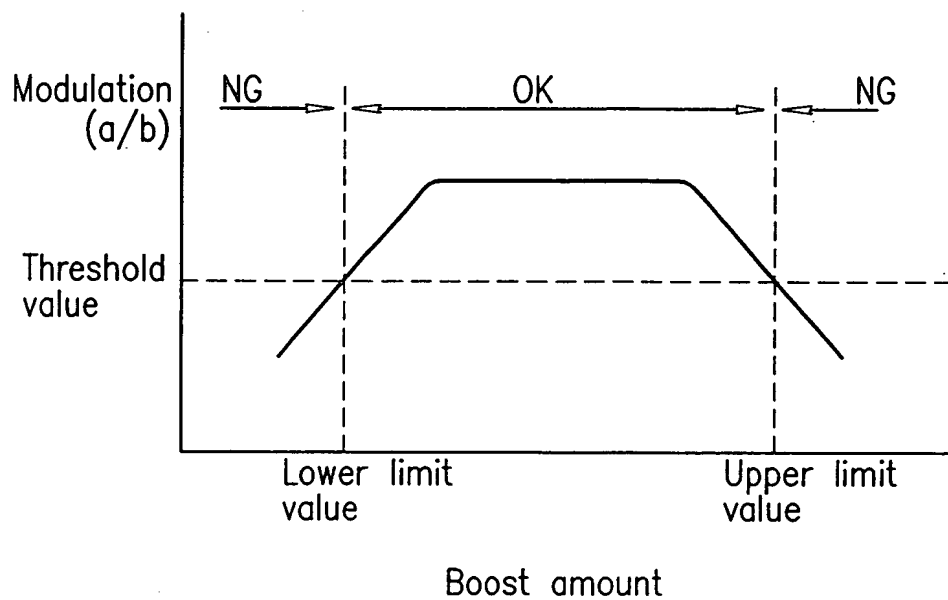 Modulation
(a/b)
NG
OK
NG
Threshold
value
Lower limit
value
Upper limit
value
Boost amount